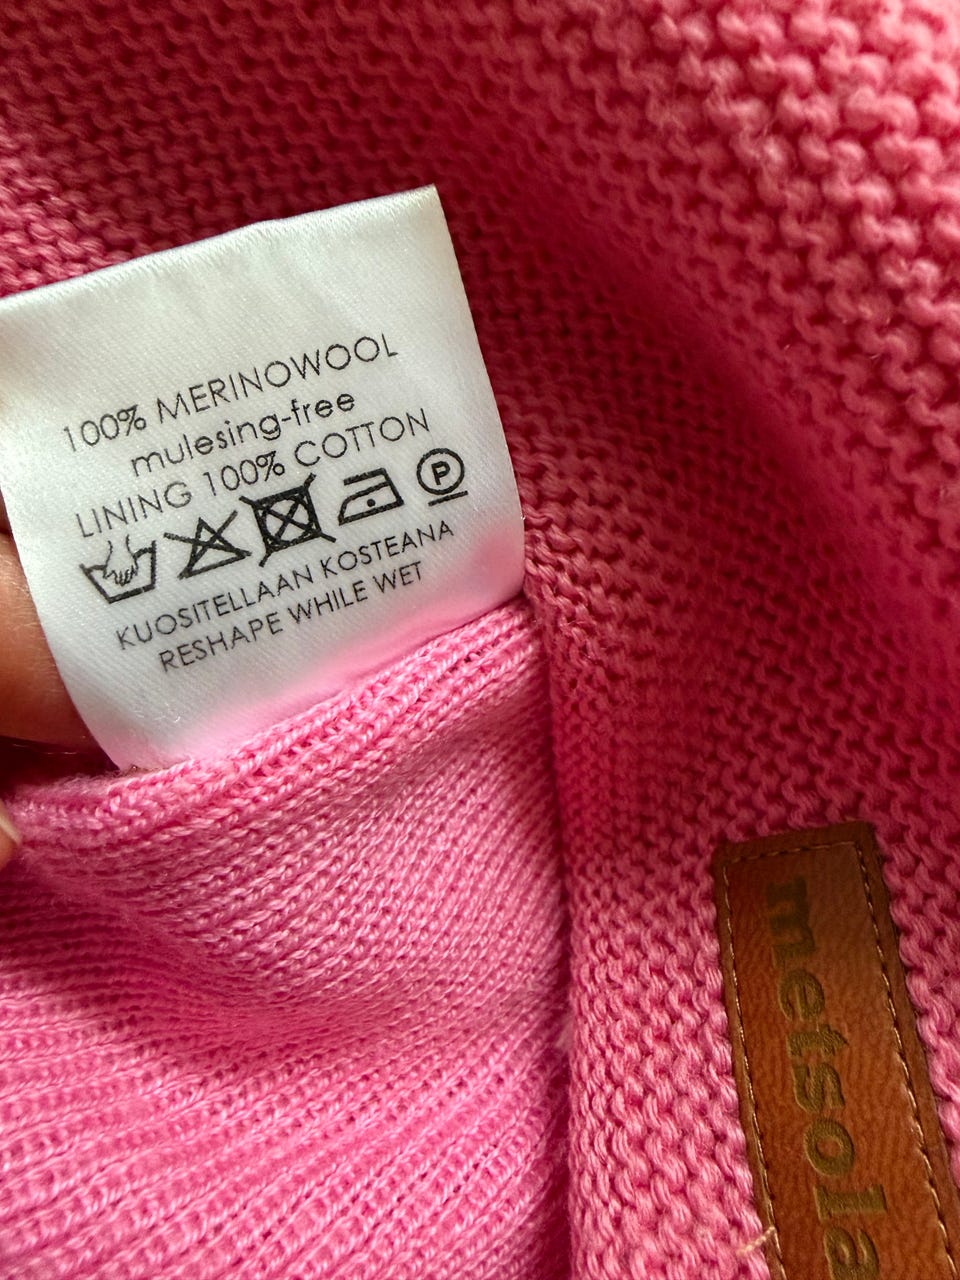 100% MERINOWOOL
mulesing-free
LINING 100% COTTON
P
KUOSITELLAAN KOSTEANA
RESHAPE WHILE WET
metsola